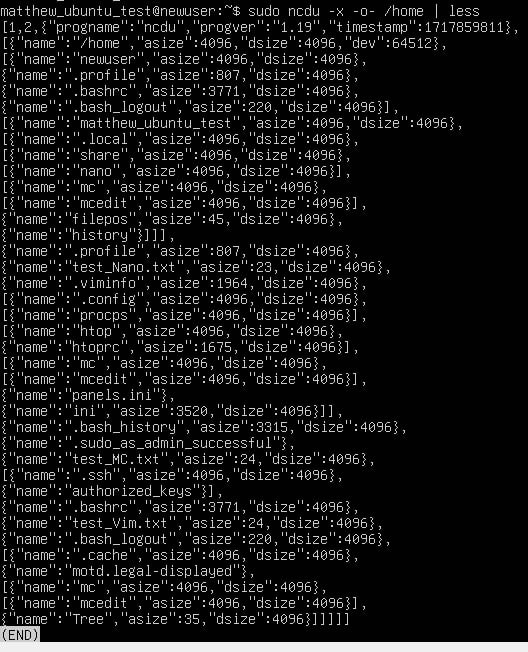 matthew_ubuntu_test@newuser:~$ sudo ncdu -x -o- /home | less
[1,2,{"progname":"ncdu","progver":"1.19","timestamp":1717859811},
[{"name":"/home","asize":4096,"dsize":4096,"dev":64512},
[{"name":"newuser","asize":4096,"dsize":4096},
{"name":".profile","asize":807,"dsize":4096},
{"name":".bashrc","asize":3771,"dsize":4096},
{"name":".bash_logout","asize":220,"dsize":4096}],
[{"name":"matthew_ubuntu_test","asize":4096,"dsize":4096},
[{"name":".local","asize":4096,"dsize":4096},
[{"name":"share","asize":4096,"dsize":4096},
[{"name":"nano","asize":4096,"dsize":4096}],
[{"name":"mc","asize":4096,"dsize":4096},
[{"name":"mcedit","asize":4096,"dsize":4096}],
{"name":"filepos","asize":45,"dsize":4096},
{"name":"history"}]]],
{"name":".profile","asize":807,"dsize":4096},
{"name":"test_Nano.txt","asize":23,"dsize":4096},
{"name":".viminfo","asize":1964,"dsize":4096},
[{"name":".config","asize":4096,"dsize":4096},
[{"name":"procps","asize":4096,"dsize":4096}],
[{"name":"htop","asize":4096,"dsize":4096},
{"name":"htoprc","asize":1675,"dsize":4096}],
[{"name":"mc","asize":4096,"dsize":4096},
[{"name":"mcedit","asize":4096,"dsize":4096}],
{"name":"panels.ini"},
{"name":"ini","asize":3520,"dsize":4096}]],
{"name":".bash_history","asize":3315,"dsize":4096},
{"name":".sudo_as_admin_successful"},
{"name":"test_MC.txt","asize":24,"dsize":4096},
[{"name":".ssh","asize":4096,"dsize":4096},
{"name":"authorized_keys"}],
{"name":".bashrc","asize":3771,"dsize":4096},
{"name":"test_Vim.txt","asize":24,"dsize":4096},
{"name":".bash_logout","asize":220,"dsize":4096},
[{"name":".cache","asize":4096,"dsize":4096},
{"name":"motd.legal-displayed"},
[{"name":"mc","asize":4096,"dsize":4096},
[{"name":"mcedit","asize":4096,"dsize":4096}],
{"name":"Tree","asize":35,"dsize":4096}]]]]]
(END)